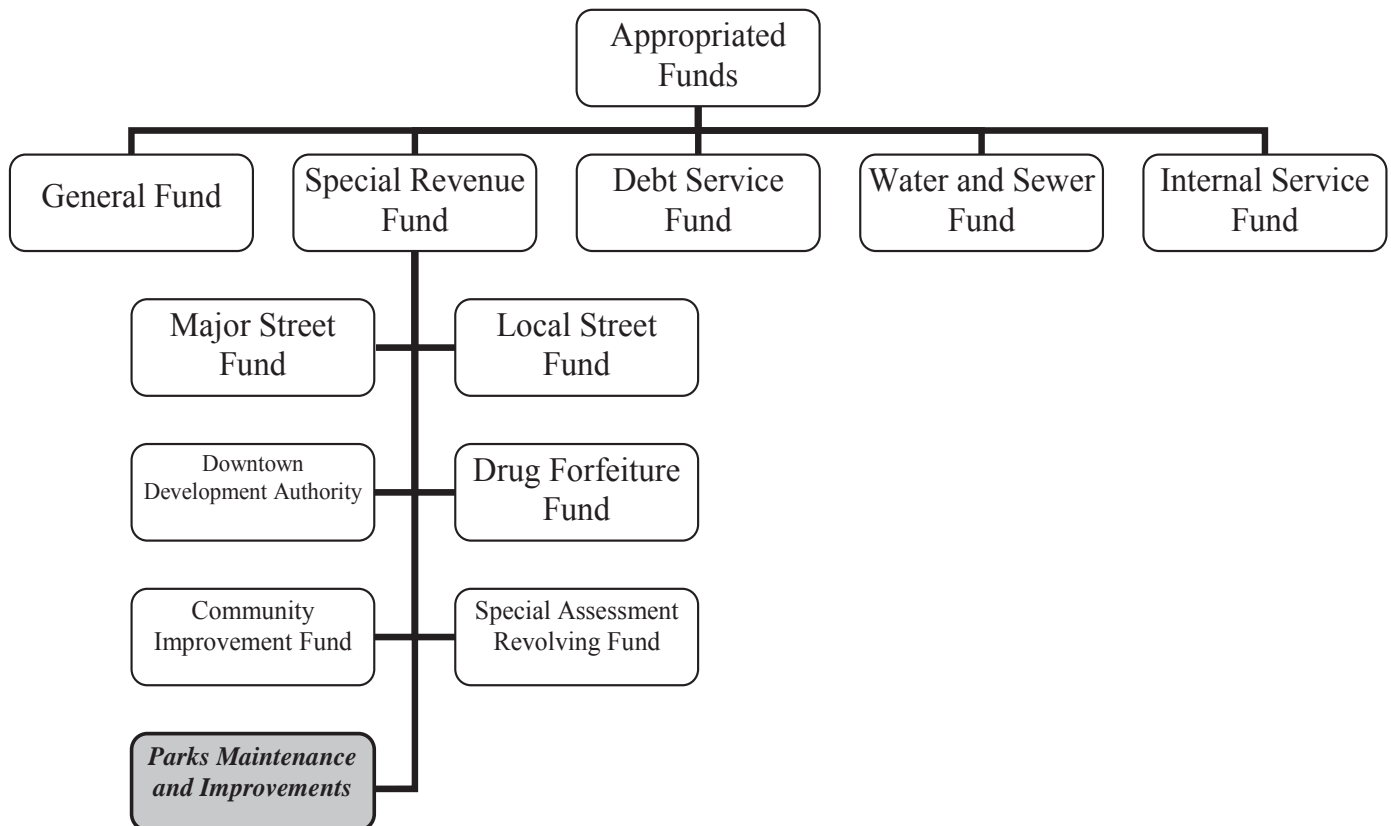 Appropriated
Funds
General Fund
Special Revenue
Fund
Debt Service
Fund
Water and Sewer
Fund
Internal Service
Fund
Major Street
Fund
Local Street
Fund
Downtown
Development Authority
Drug Forfeiture
Fund
Community
Improvement Fund
Special Assessment
Revolving Fund
Parks Maintenance
and Improvements